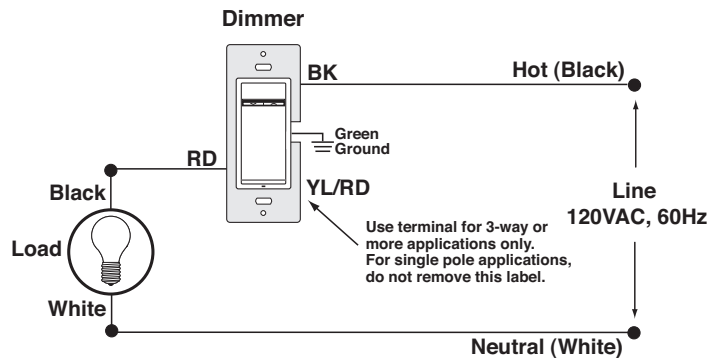 Dimmer
BK
Hot (Black)
Green
Ground
RD
Black
YL/RD
Line
120VAC, 60Hz
Load
Use terminal for 3-way or
more applications only.
For single pole applications,
do not remove this label.
White
Neutral (White)